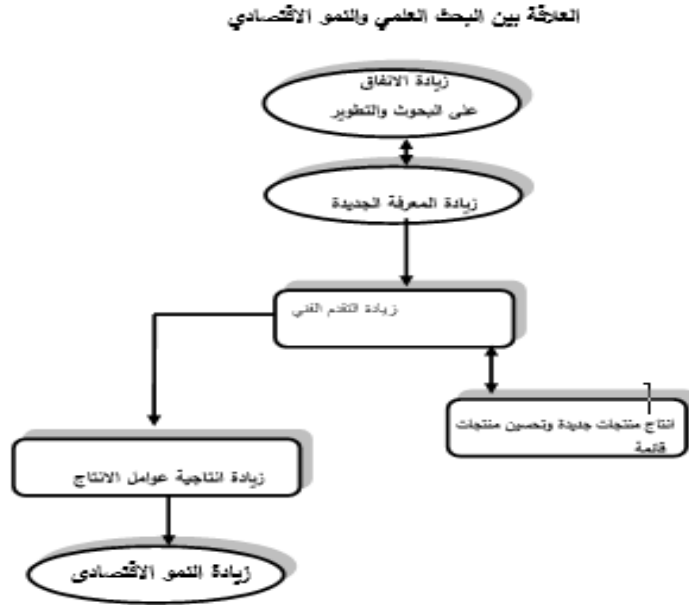 العلاقة بين البحث العلمي والنمو الاقتصادي
زيادة الانفاق
على البحوث والتطوير
زيادة المعرفة الجديدة
زيادة التقدم الفني
انتاج منتجات جديدة وتحسين منتجات
قائمة
زيادة انتاجية عوامل الانتاج
زيادة النمو الاقتصادى